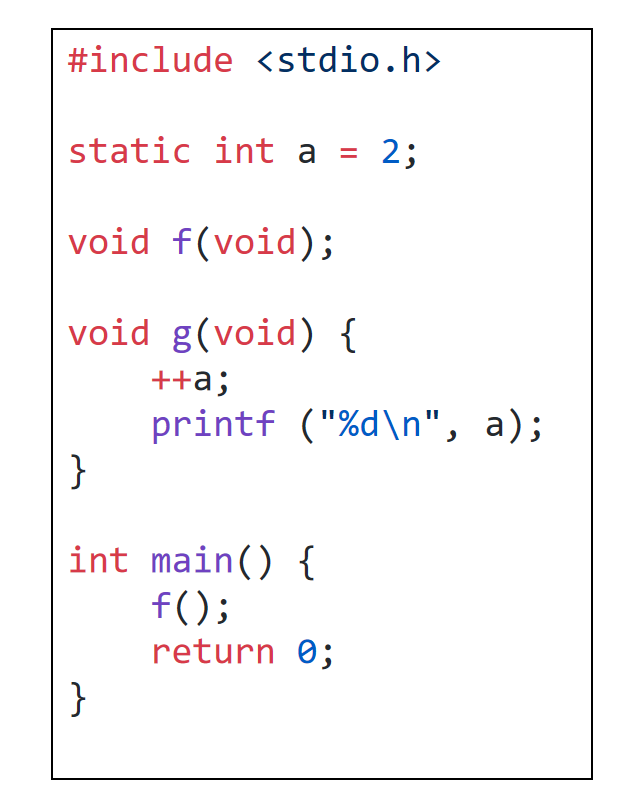 #include <stdio.h>
static int a = 2;
void f(void);
void g(void) {
    ++a;
    printf ("%d\n", a);
}
int main() {
    f();
    return 0;
}